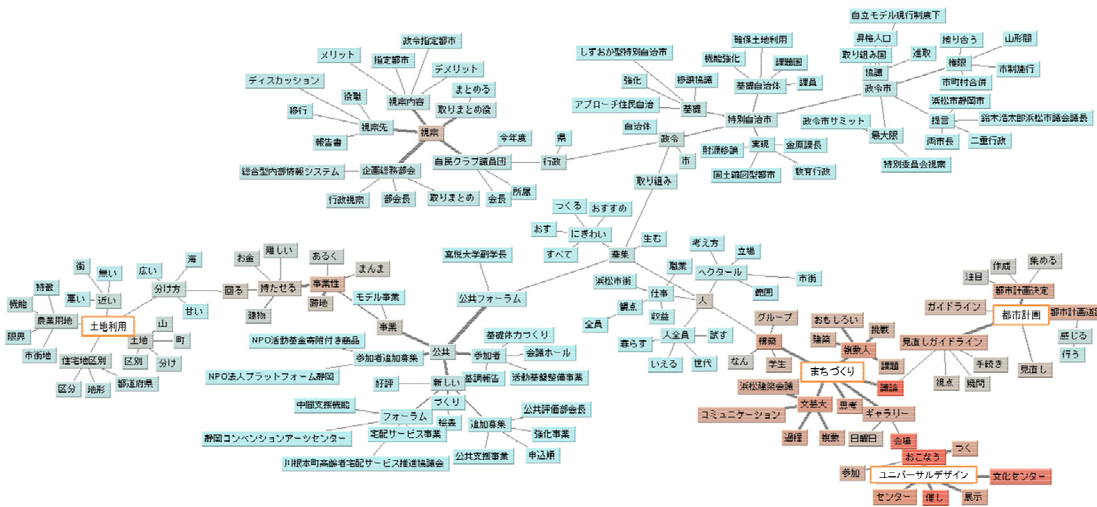 自立モデル現行制度下
昇格人口
取り組み国
進取
擦り合う
山形間
協議
権限
市制施行
市町村合併
政令市
浜松市静岡市
提言
鈴木浩太郎浜松市議会議長
両市長
二重行政
政令市サミット
最大限
特別委員会視察
しずおか型特別自治市
確保土地利用
機能強化
課題国
移譲協議
基礎自治体
課員
強化
基礎
アプローチ住民自治
特別自治市
自治体
政令
実現
金原課長
財源移譲
教育行政
国土縮図型都市
市
県
行政
取り組み
政令指定都市
メリット
指定都市
デメリット
ディスカッション
まとめる
役職
視察内容
取りまとめ役
移行
視察先
視察
報告書
今年度
自民クラブ議員団
総合型内部情報システム
企画総務部会
行政視察
部会長
取りまとめ
会長
所属
つくる
おすすめ
おす
にぎわい
生む
すべて
募集
嘉悦大学副学長
公共フォーラム
考え方
立場
職業
ヘクタール
市街
浜松市街
仕事
範囲
観点
収益
人
全員
人全員
試す
暮らす
いえる
世代
海
広い
街
無い
分け方
特徴
悪い
近い
甘い
機能
農業用地
土地利用
山
限界
土地
町
市街地
住宅地区別
区別
分け
区分
地形
都道府県
難しい
お金
あるく
まんま
困る
持たせる
事業性
建物
勝地
モデル事業
事業
NPO活動基金寄附付き商品
公共
基礎体力づくり
参加者追加募集
参加者
会議ホール
NPO法人プラットフォーム静岡
基調報告
活動基盤整備事業
好評
新しい
づくり
中間支援機能
フォーラム
追加募集
公共評価部会長
静岡コンベンションアーツセンター
宅配サービス事業
強化事業
川根本町高齢者宅配サービス推進協議会
公共支援事業
申込順
グループ
おもしろい
構築
建築
挑戦
なん
複数人
学生
課題
まちづくり
浜松建築会議
議論
文芸大
思考
ギャラリー
コミュニケーション
過程
複数
日曜日
会場
おこなう
つく
参加
ユニバーサルデザイン
文化センター
センター
催し
展示
作成
集める
注目
都市計画決定
ガイドライン
都市計画
都市計画道路
見直しガイドライン
感じる
行う
手続き
視点
見直し